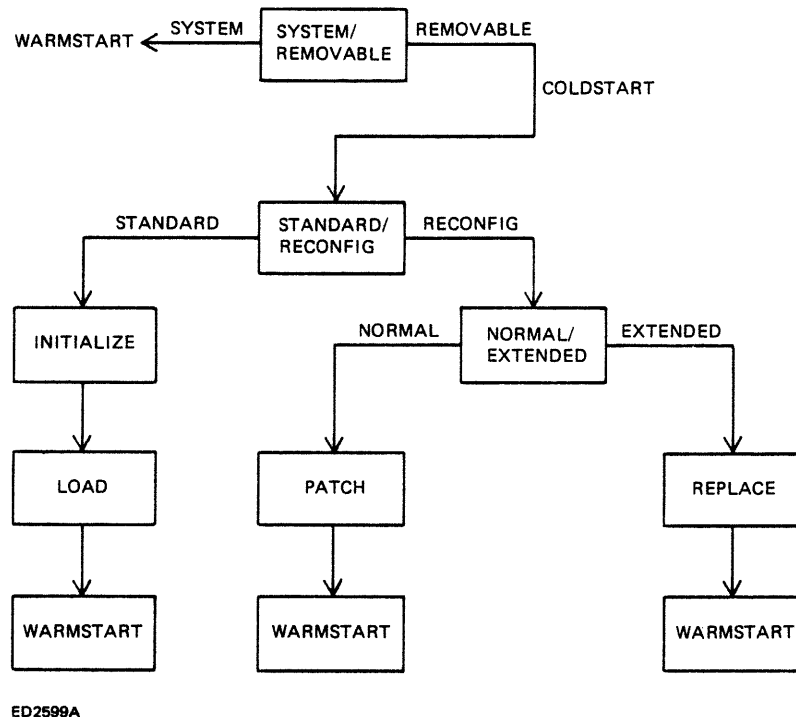 SYSTEM
SYSTEM/
REMOVABLE
REMOVABLE
WARMSTART
COLDSTART
STANDARD
STANDARD/
RECONFIG
RECONFIG
INITIALIZE
NORMAL
NORMAL/
EXTENDED
EXTENDED
LOAD
PATCH
REPLACE
WARMSTART
WARMSTART
WARMSTART
ED2599A